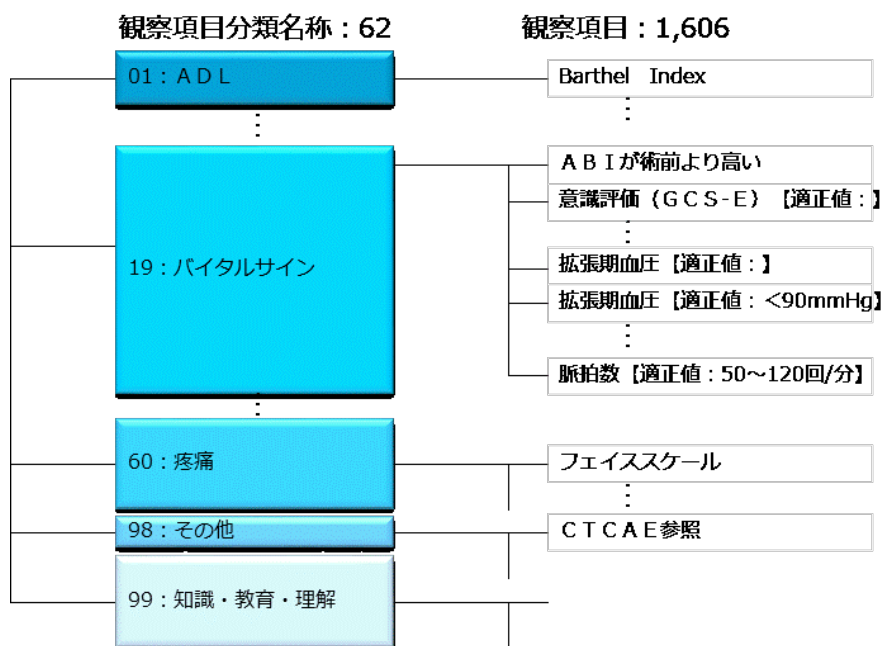 観察項目分類名称：62
観察項目：1,606
01：ＡＤＬ
Barthel Index
19：バイタルサイン
ＡＢＩが術前より高い
意識評価（ＧＣＳ-Ｅ）【適正値：】
拡張期血圧【適正値：】
拡張期血圧【適正値：＜90mmHg】
脈拍数【適正値：50～120回/分】
60：疼痛
フェイススケール
98：その他
ＣＴＣＡＥ参照
99：知識・教育・理解